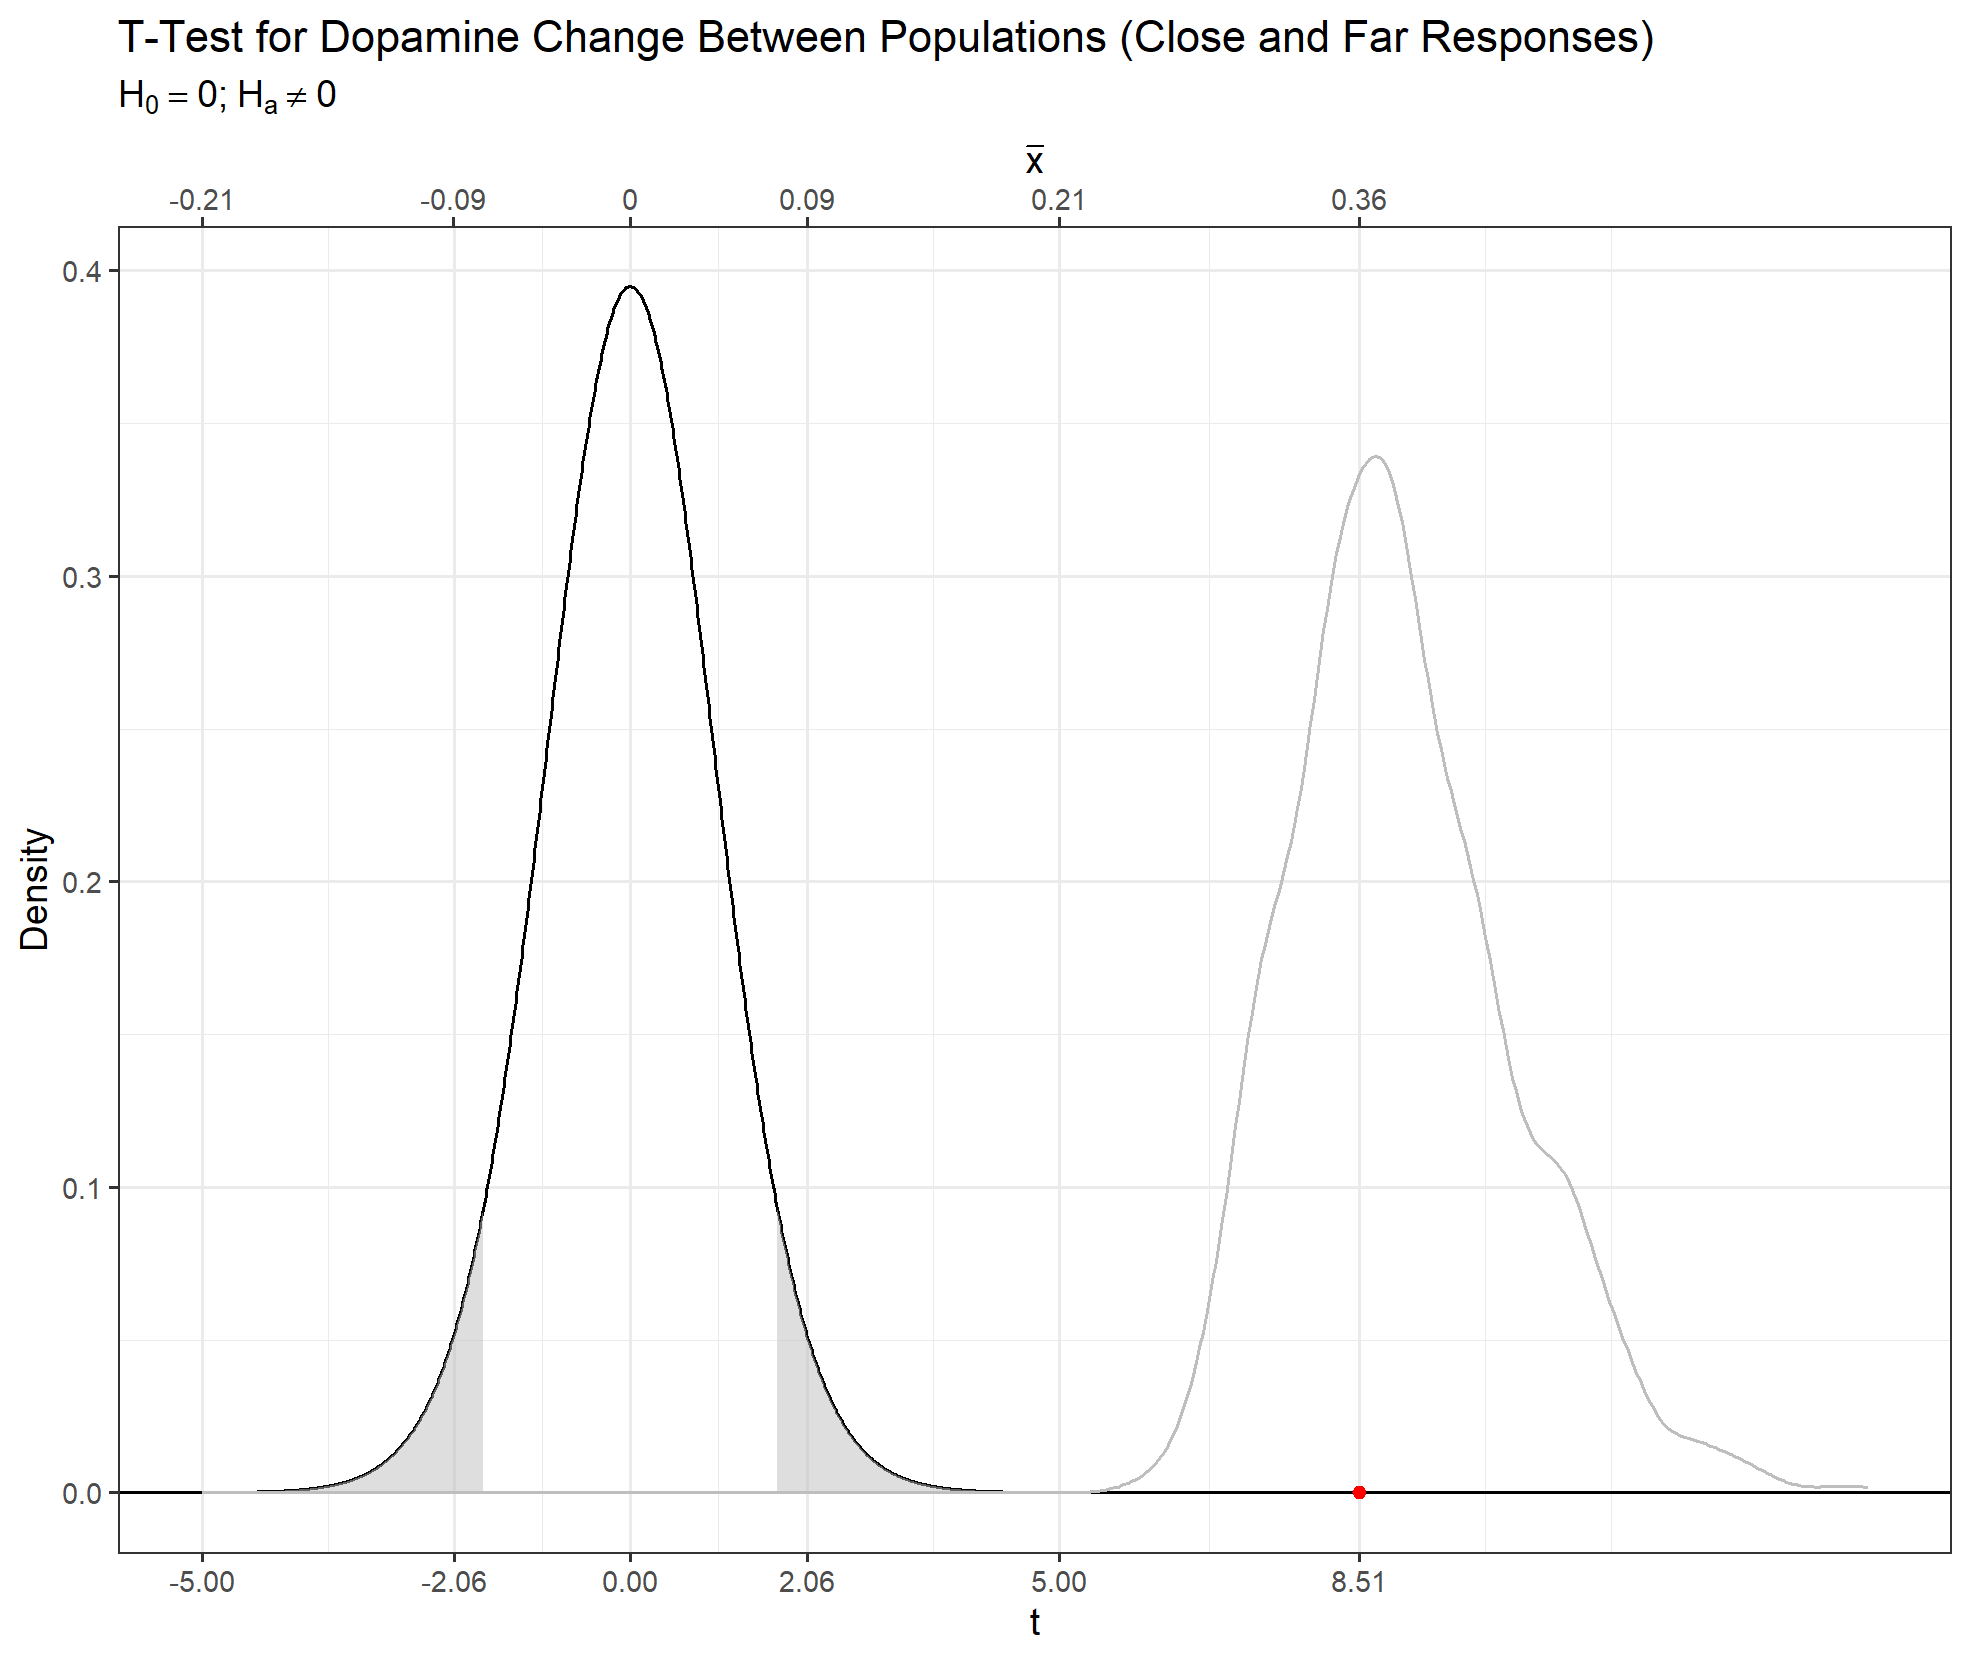 T-Test for Dopamine Change Between Populations (Close and Far Responses)
H₀ = 0; Hₐ ≠ 0
x̅
-0.21 -0.09 0 0.09 0.21 0.36
0.4
0.3
0.2
0.1
0.0
Density
-5.00 -2.06 0.00 2.06 5.00 8.51
t